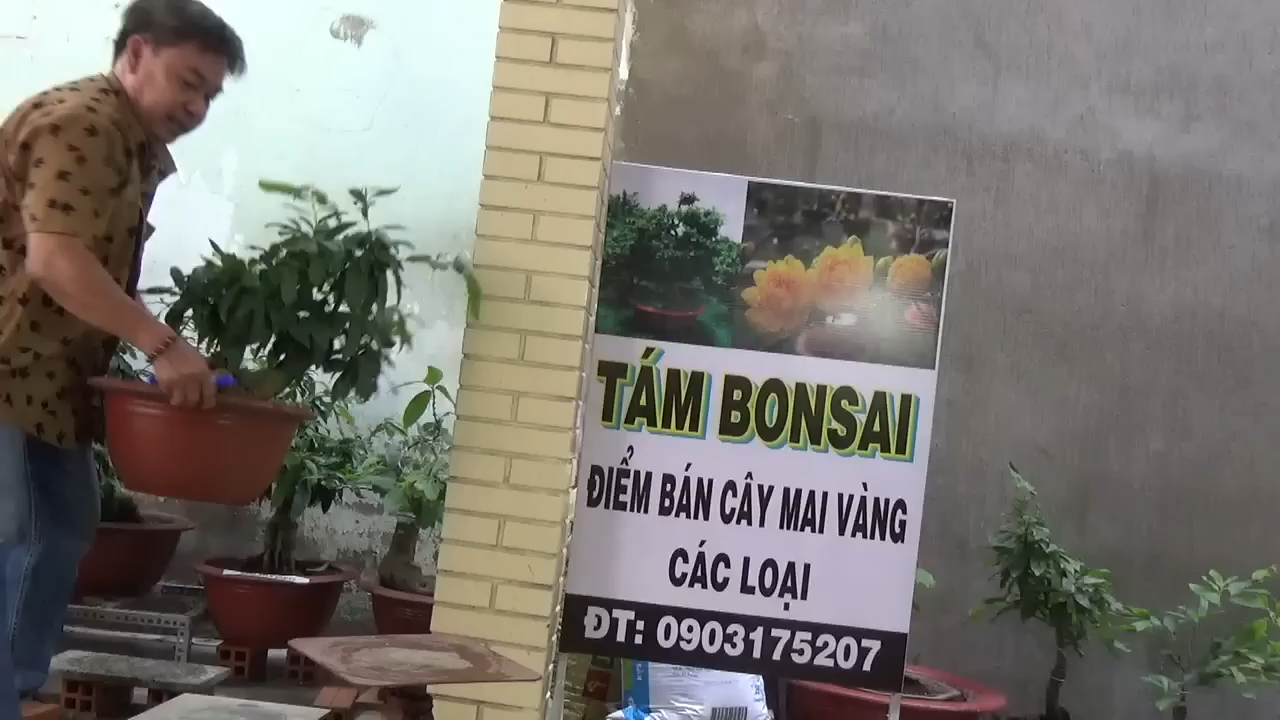 TÁM BONSAI
ĐIỂM BÁN CÂY MAI VÀNG
CÁC LOẠI
ĐT: 0903175207